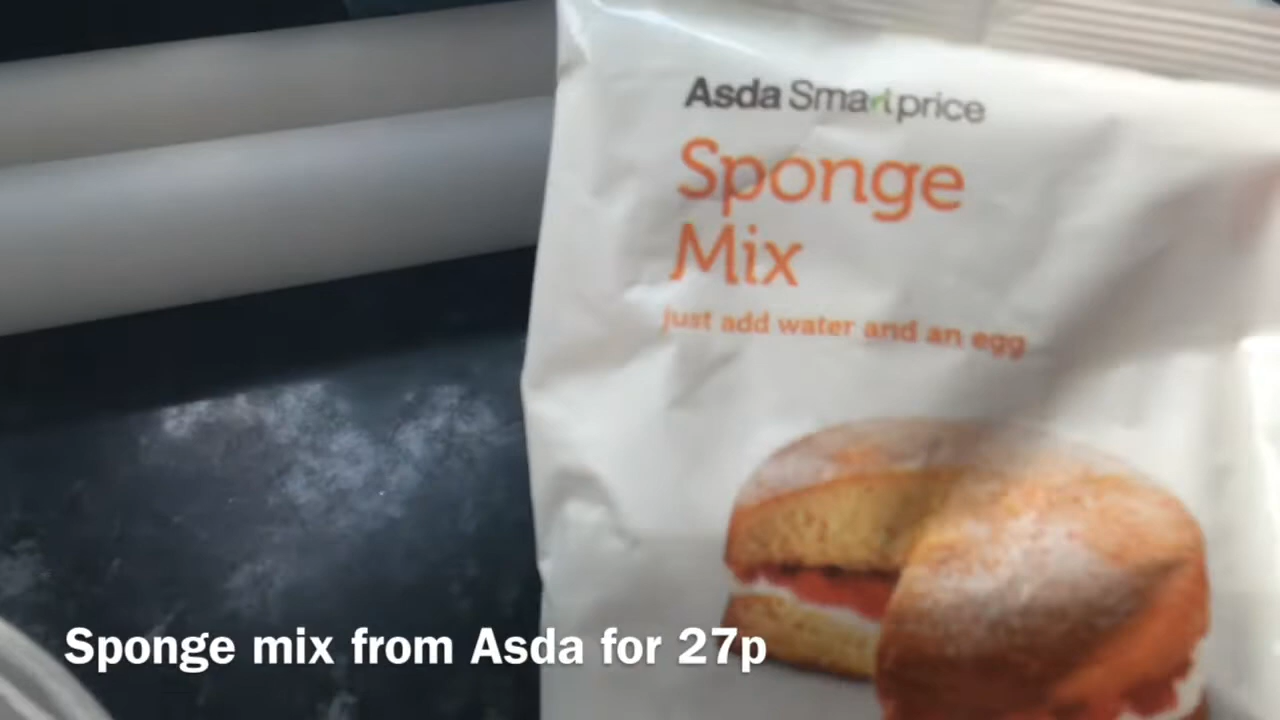 Asda Smartprice
Sponge
Mix
just add water and an egg
Sponge mix from Asda for 27p